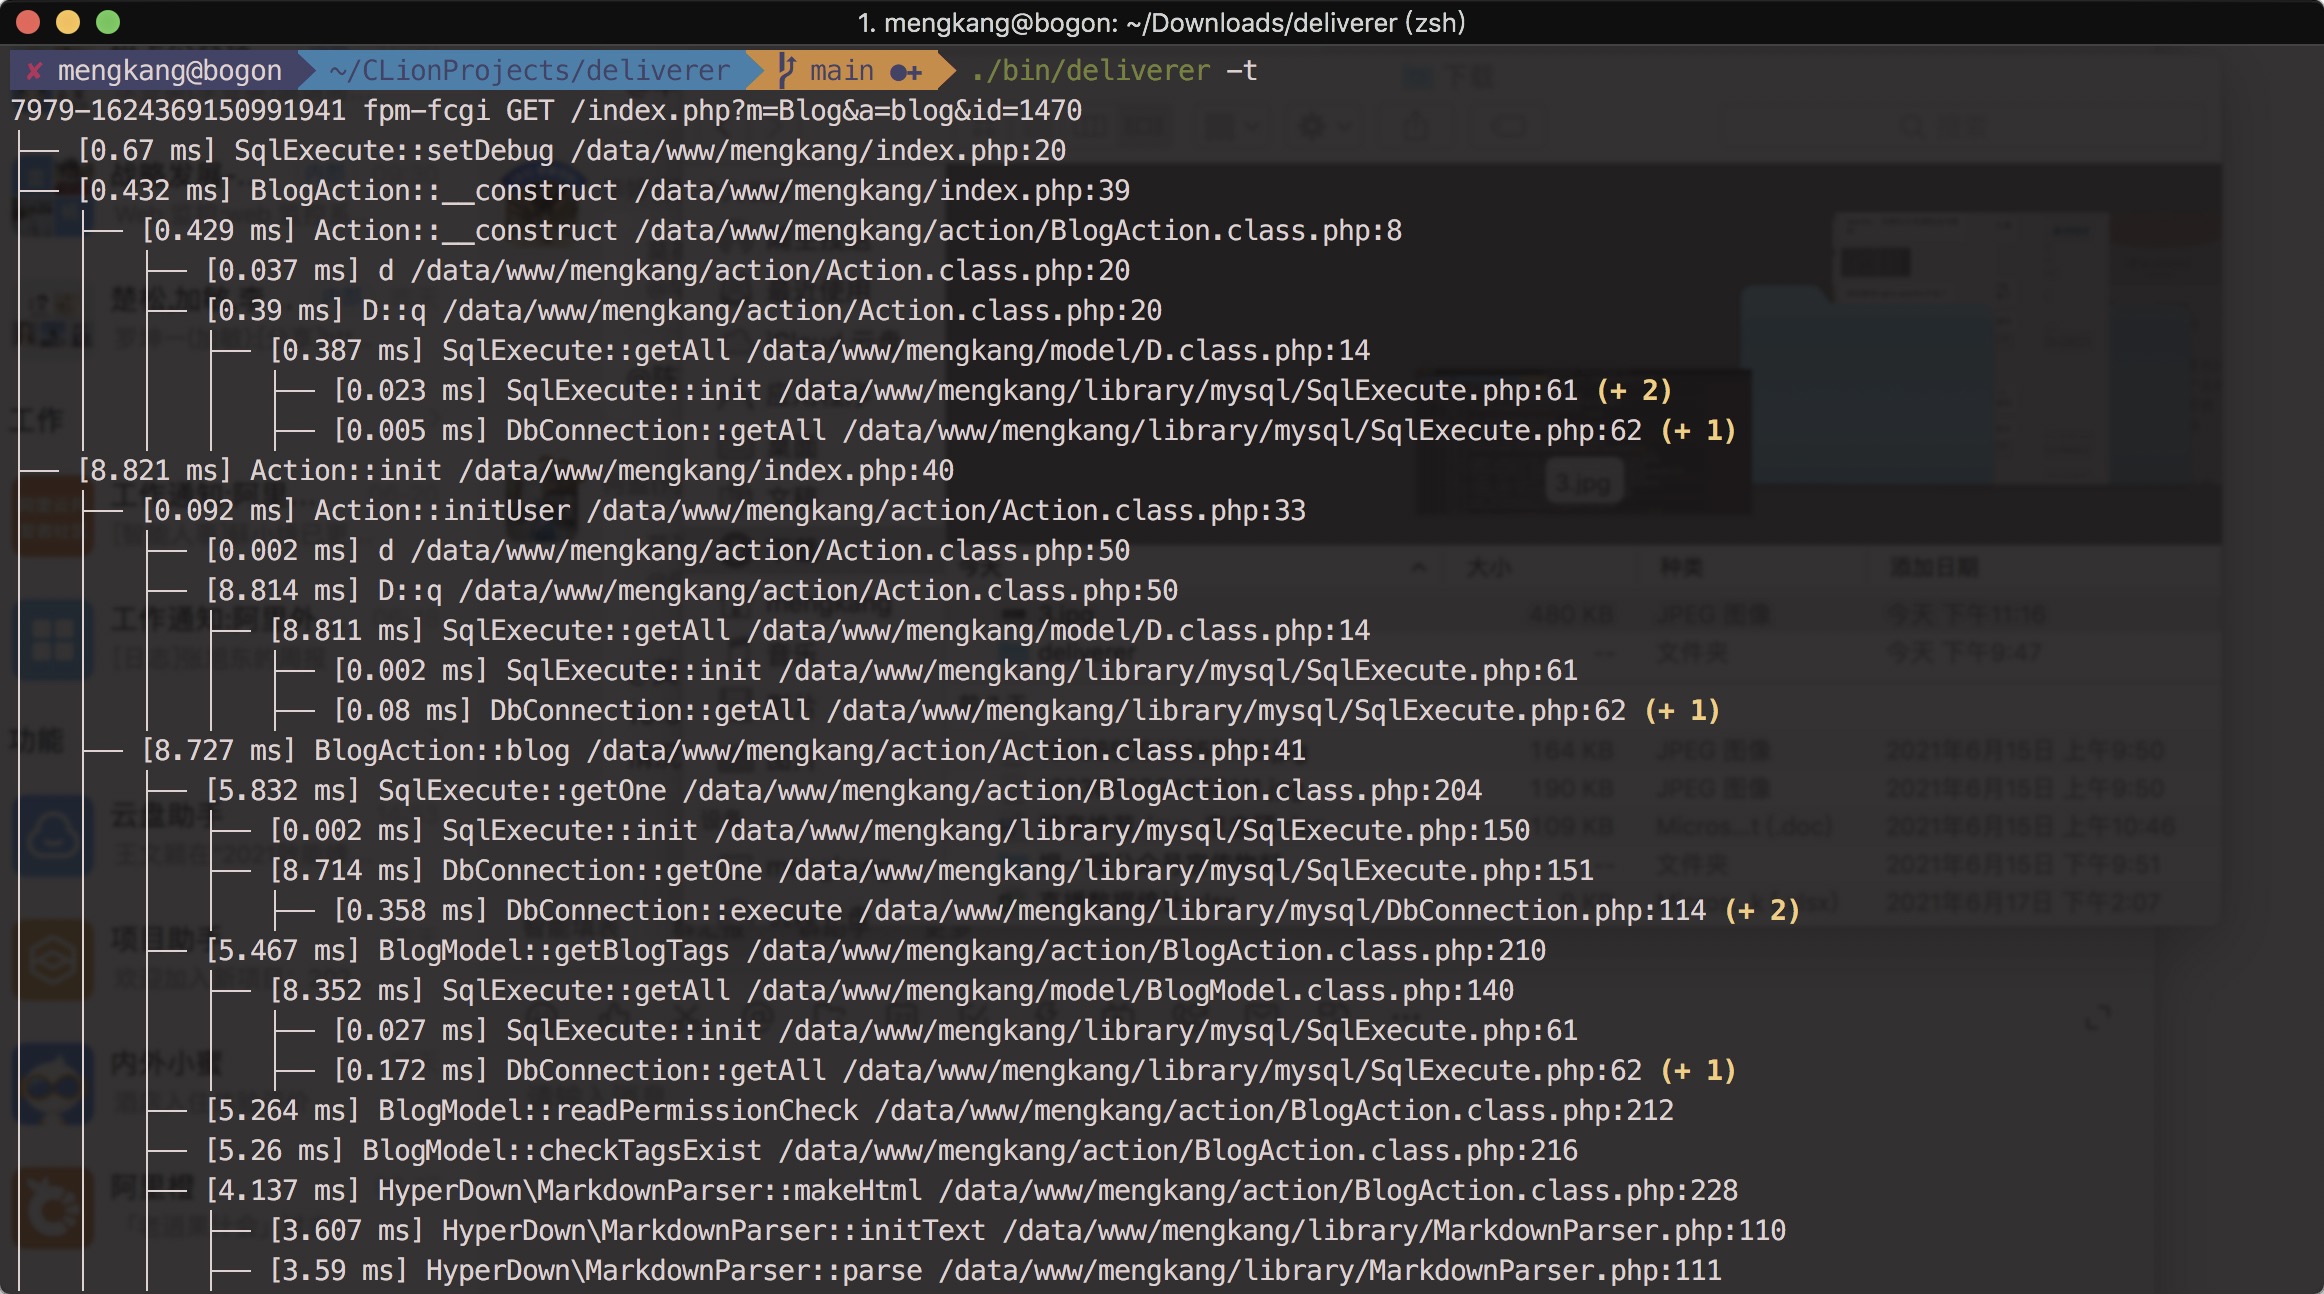 1. mengkang@bogon: ~/Downloads/deliverer (zsh)
✘ mengkang@bogon ~/CLionProjects/deliverer main ●✚ ./bin/deliverer -t
7979-1624369150991941 fpm-fcgi GET /index.php?m=Blog&a=blog&id=1470
├── [0.67 ms] SqlExecute::setDebug /data/www/mengkang/index.php:20
├── [0.432 ms] BlogAction::__construct /data/www/mengkang/index.php:39
│   ├── [0.429 ms] Action::__construct /data/www/mengkang/action/BlogAction.class.php:8
│   │   ├── [0.037 ms] d /data/www/mengkang/action/Action.class.php:20
│   │   ├── [0.39 ms] D::q /data/www/mengkang/action/Action.class.php:20
│   │   │   ├── [0.387 ms] SqlExecute::getAll /data/www/mengkang/model/D.class.php:14
│   │   │   │   ├── [0.023 ms] SqlExecute::init /data/www/mengkang/library/mysql/SqlExecute.php:61 (+ 2)
│   │   │   │   ├── [0.005 ms] DbConnection::getAll /data/www/mengkang/library/mysql/SqlExecute.php:62 (+ 1)
├── [8.821 ms] Action::init /data/www/mengkang/index.php:40
│   ├── [0.092 ms] Action::initUser /data/www/mengkang/action/Action.class.php:33
│   │   ├── [0.002 ms] d /data/www/mengkang/action/Action.class.php:50
│   │   ├── [8.814 ms] D::q /data/www/mengkang/action/Action.class.php:50
│   │   │   ├── [8.811 ms] SqlExecute::getAll /data/www/mengkang/model/D.class.php:14
│   │   │   │   ├── [0.002 ms] SqlExecute::init /data/www/mengkang/library/mysql/SqlExecute.php:61
│   │   │   │   ├── [0.08 ms] DbConnection::getAll /data/www/mengkang/library/mysql/SqlExecute.php:62 (+ 1)
│   ├── [8.727 ms] BlogAction::blog /data/www/mengkang/action/Action.class.php:41
│   │   ├── [5.832 ms] SqlExecute::getOne /data/www/mengkang/action/BlogAction.class.php:204
│   │   │   ├── [0.002 ms] SqlExecute::init /data/www/mengkang/library/mysql/SqlExecute.php:150
│   │   │   ├── [8.714 ms] DbConnection::getOne /data/www/mengkang/library/mysql/SqlExecute.php:151
│   │   │   │   ├── [0.358 ms] DbConnection::execute /data/www/mengkang/library/mysql/DbConnection.php:114 (+ 2)
│   │   ├── [5.467 ms] BlogModel::getBlogTags /data/www/mengkang/action/BlogAction.class.php:210
│   │   │   ├── [8.352 ms] SqlExecute::getAll /data/www/mengkang/model/BlogModel.class.php:140
│   │   │   │   ├── [0.027 ms] SqlExecute::init /data/www/mengkang/library/mysql/SqlExecute.php:61
│   │   │   │   ├── [0.172 ms] DbConnection::getAll /data/www/mengkang/library/mysql/SqlExecute.php:62 (+ 1)
│   │   ├── [5.264 ms] BlogModel::readPermissionCheck /data/www/mengkang/action/BlogAction.class.php:212
│   │   ├── [5.26 ms] BlogModel::checkTagsExist /data/www/mengkang/action/BlogAction.class.php:216
│   │   ├── [4.137 ms] HyperDown\MarkdownParser::makeHtml /data/www/mengkang/action/BlogAction.class.php:228
│   │   │   ├── [3.607 ms] HyperDown\MarkdownParser::initText /data/www/mengkang/library/MarkdownParser.php:110
│   │   │   ├── [3.59 ms] HyperDown\MarkdownParser::parse /data/www/mengkang/library/MarkdownParser.php:111